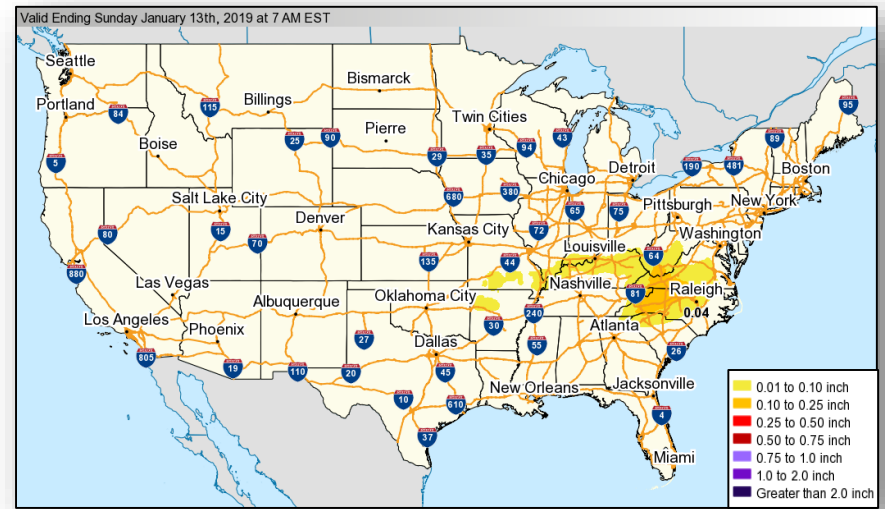 Valid Ending Sunday January 13th, 2019 at 7 AM EST
Seattle
Bismarck
95
Portland
84
115
Billings
Twin Cities
43
89
Boise
25
90
Pierre
5
29
35
94
190
481
Boston
Detroit
Chicago
Salt Lake City
680
380
65
75
Pittsburgh
New York
Denver
80
15
70
Kansas City
72
Washington
Louisville
64
880
135
44
Las Vegas
Nashville
81
Raleigh
Albuquerque
Oklahoma City
0.04
Los Angeles
Phoenix
240
30
Atlanta
27
Dallas
55
26
805
19
110
20
45
New Orleans
Jacksonville
10
610
4
37
Miami
0.01 to 0.10 inch
0.10 to 0.25 inch
0.25 to 0.50 inch
0.50 to 0.75 inch
0.75 to 1.0 inch
1.0 to 2.0 inch
Greater than 2.0 inch